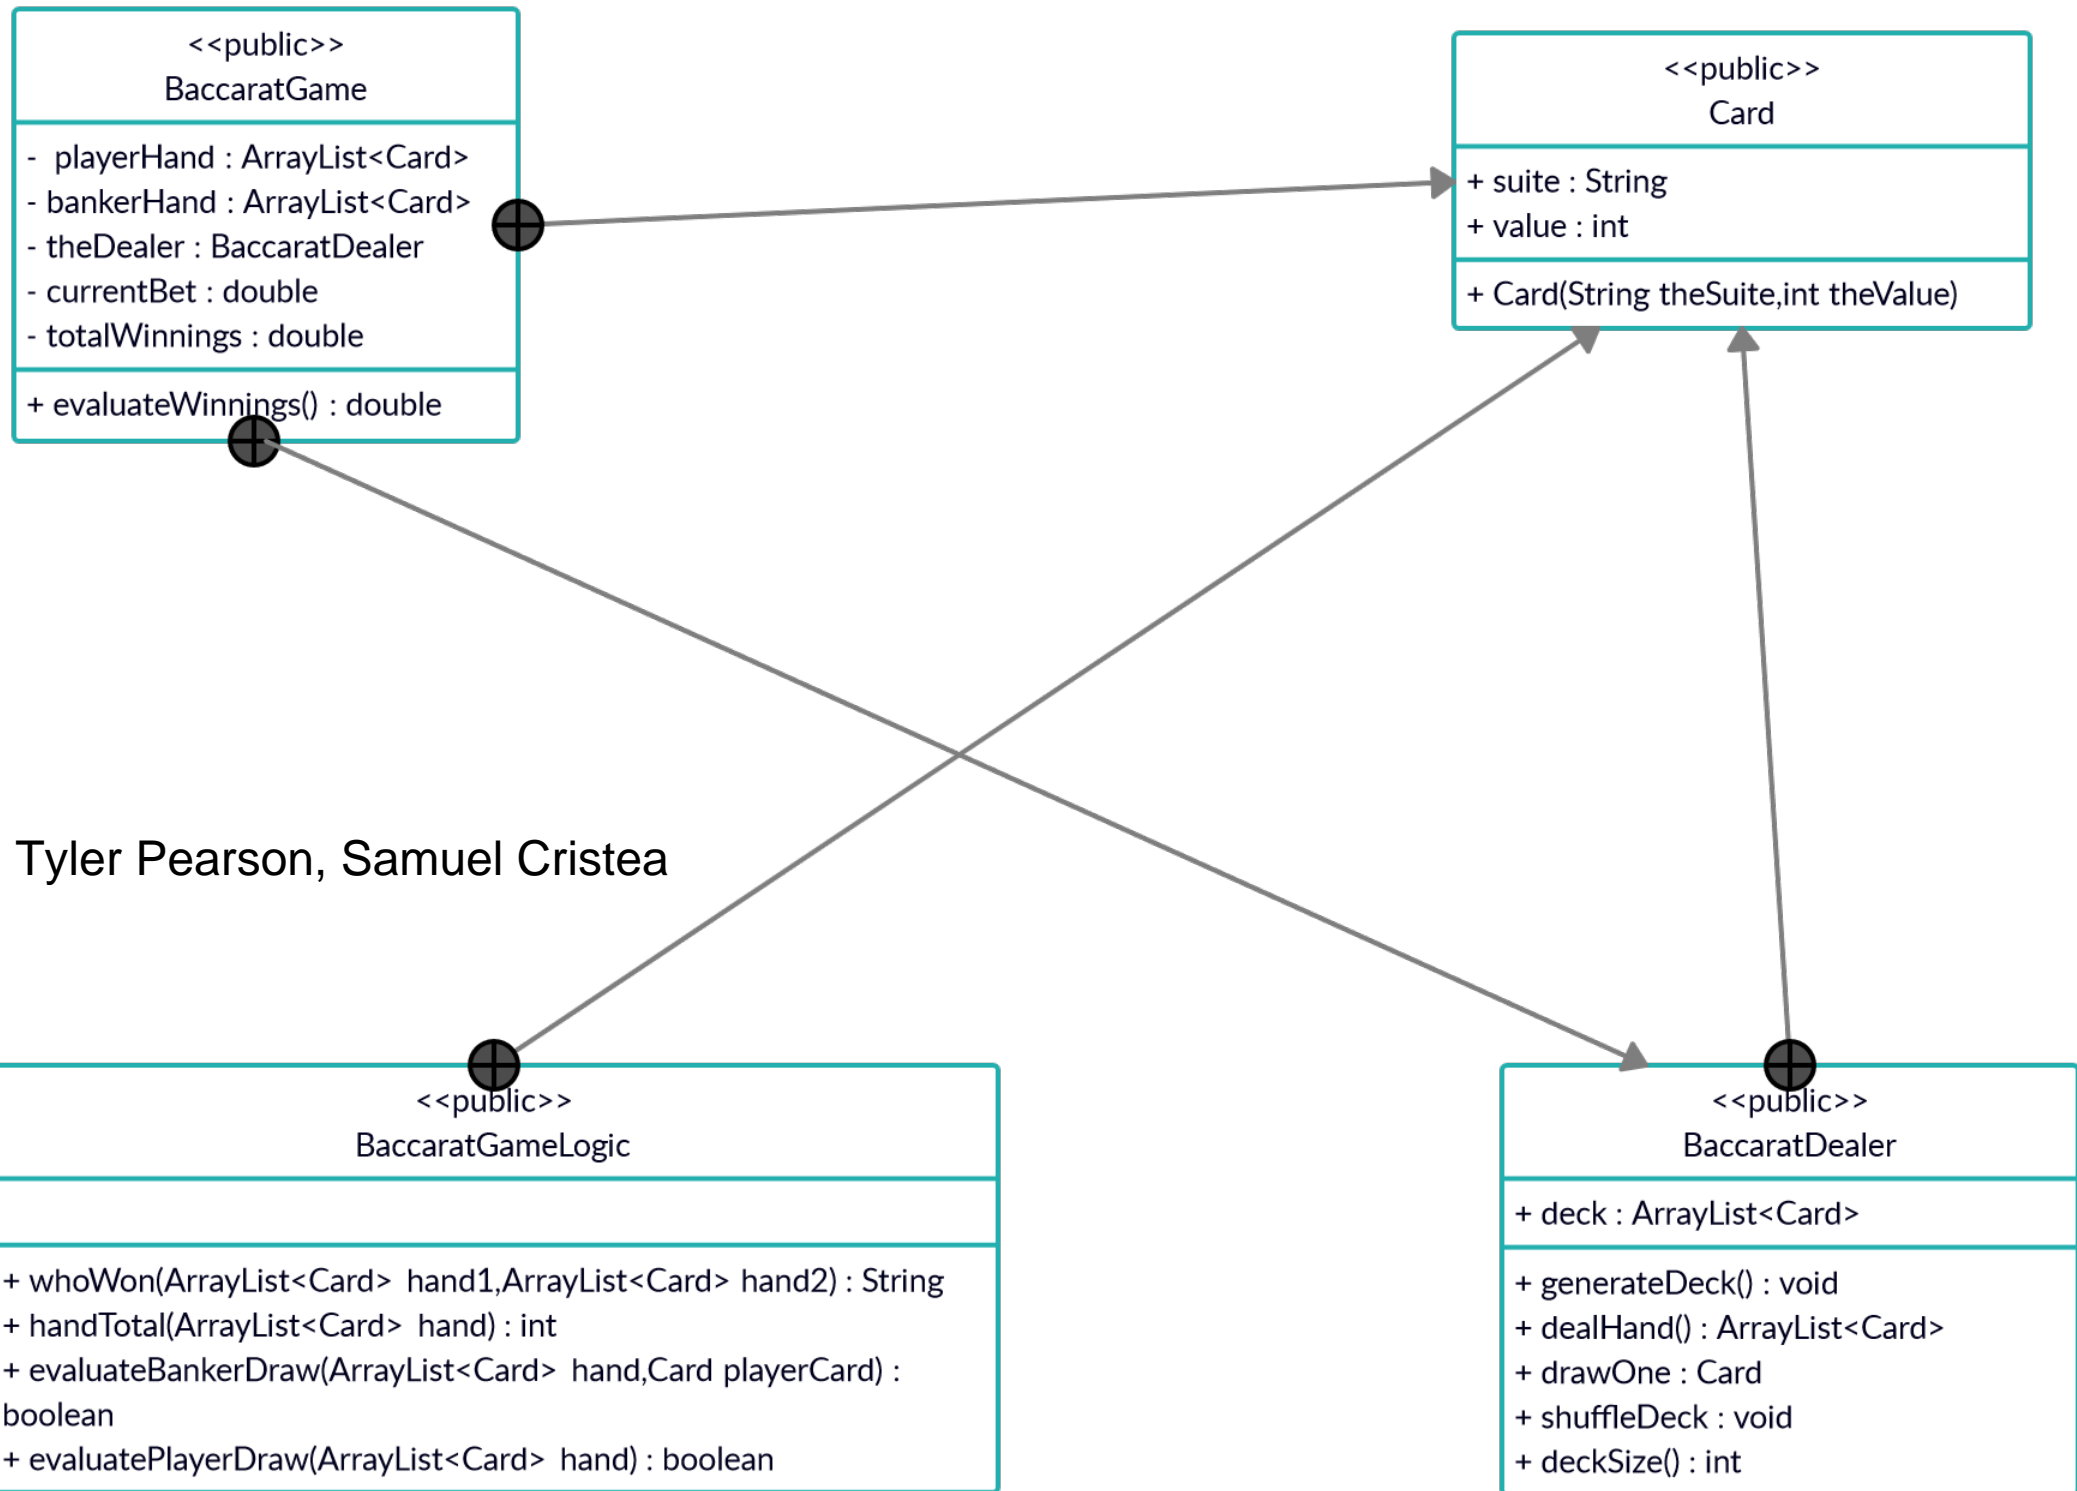 <<public>>
BaccaratGame
- playerHand : ArrayList<Card>
- bankerHand : ArrayList<Card>
- theDealer : BaccaratDealer
- currentBet : double
- totalWinnings : double
+ evaluateWinnings() : double
<<public>>
Card
+ suite : String
+ value : int
+ Card(String theSuite,int theValue)
Tyler Pearson, Samuel Cristea
<<public>>
BaccaratGameLogic
+ whoWon(ArrayList<Card> hand1,ArrayList<Card> hand2) : String
+ handTotal(ArrayList<Card> hand) : int
+ evaluateBankerDraw(ArrayList<Card> hand,Card playerCard) :
boolean
+ evaluatePlayerDraw(ArrayList<Card> hand) : boolean
<<public>>
BaccaratDealer
+ deck : ArrayList<Card>
+ generateDeck() : void
+ dealHand() : ArrayList<Card>
+ drawOne : Card
+ shuffleDeck : void
+ deckSize() : int